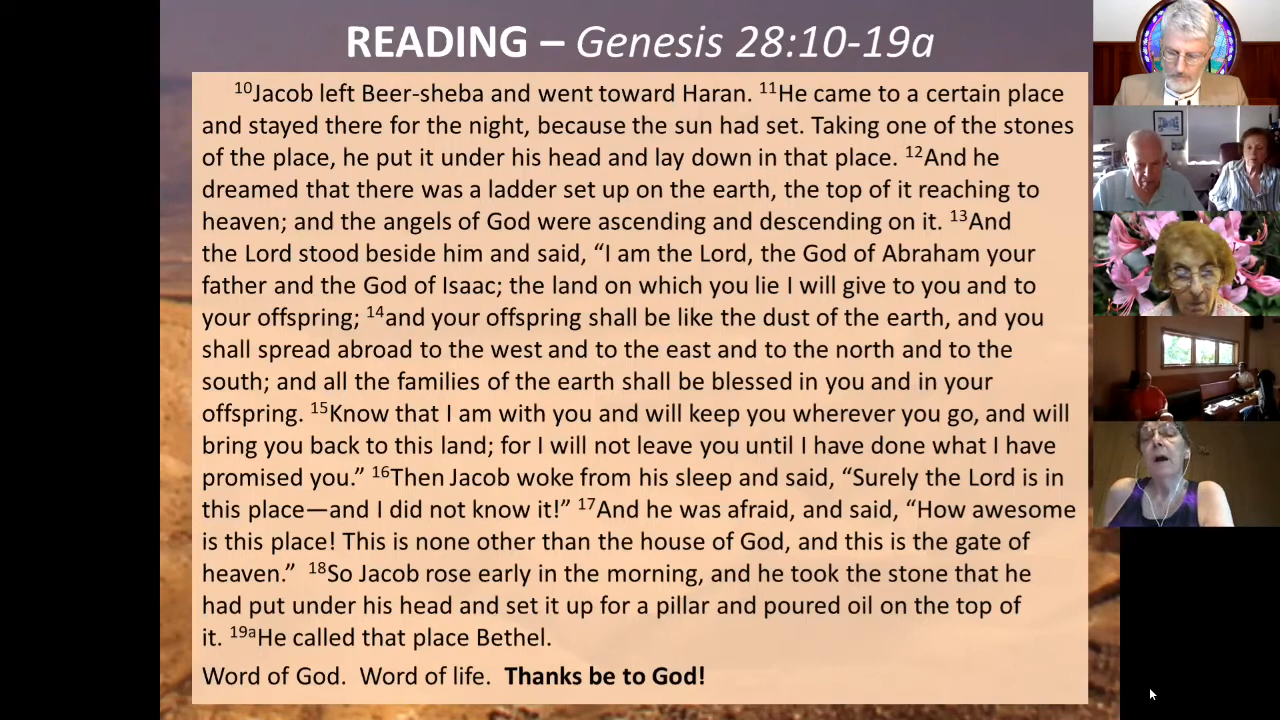 READING – Genesis 28:10-19a
¹⁰Jacob left Beer-sheba and went toward Haran. ¹¹He came to a certain place
and stayed there for the night, because the sun had set. Taking one of the stones
of the place, he put it under his head and lay down in that place. ¹²And he
dreamed that there was a ladder set up on the earth, the top of it reaching to
heaven; and the angels of God were ascending and descending on it. ¹³And
the Lord stood beside him and said, “I am the Lord, the God of Abraham your
father and the God of Isaac; the land on which you lie I will give to you and to
your offspring; ¹⁴and your offspring shall be like the dust of the earth, and you
shall spread abroad to the west and to the east and to the north and to the
south; and all the families of the earth shall be blessed in you and in your
offspring. ¹⁵Know that I am with you and will keep you wherever you go, and will
bring you back to this land; for I will not leave you until I have done what I have
promised you.” ¹⁶Then Jacob woke from his sleep and said, “Surely the Lord is in
this place—and I did not know it!” ¹⁷And he was afraid, and said, “How awesome
is this place! This is none other than the house of God, and this is the gate of
heaven.” ¹⁸So Jacob rose early in the morning, and he took the stone that he
had put under his head and set it up for a pillar and poured oil on the top of
it. ¹⁹ᵃHe called that place Bethel.
Word of God. Word of life. Thanks be to God!